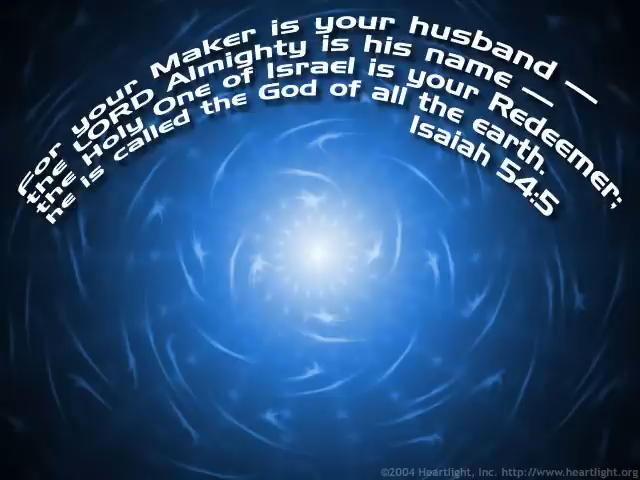 For your Maker is your husband —
the LORD Almighty is his name —
the Holy One of Israel is your Redeemer;
he is called the God of all the earth.
Isaiah 54:5
©2004 Heartlight, Inc. http://www.heartlight.org